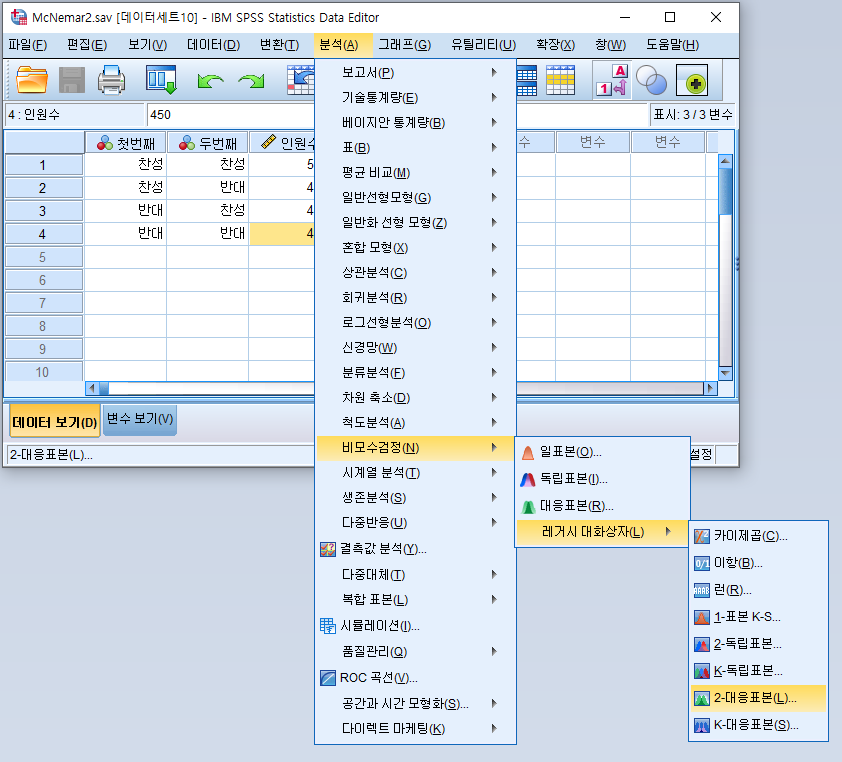 McNemar2.sav [데이터세트10] - IBM SPSS Statistics Data Editor
파일(F) 편집(E) 보기(V) 데이터(D) 변환(T) 분석(A) 그래프(G) 유틸리티(U) 확장(X) 창(W) 도움말(H)
4 : 인원수 450 표시: 3 / 3 변수
첫번째 두번째 인원수 변수 변수
1 찬성 찬성 5
2 찬성 반대 4
3 반대 찬성 4
4 반대 반대 4
5
6
7
8
9
10
데이터 보기(D) 변수 보기(V)
2-대응표본(L)... 설정
보고서(P)
기술통계량(E)
베이지안 통계량(B)
표(B)
평균 비교(M)
일반선형모형(G)
일반화 선형 모형(Z)
혼합 모형(X)
상관분석(C)
회귀분석(R)
로그선형분석(O)
신경망(W)
분류분석(F)
차원 축소(D)
척도분석(A)
비모수검정(N)
시계열 분석(T)
생존분석(S)
다중반응(U)
결측값 분석(Y)...
다중대체(T)
복합 표본(L)
시뮬레이션(I)...
품질관리(Q)
ROC 곡선(V)...
공간과 시간 모형화(S)...
다이렉트 마케팅(K)
일표본(O)...
독립표본(I)...
대응표본(R)...
레거시 대화상자(L)
카이제곱(C)...
이항(B)...
런(R)...
1-표본 K-S...
2-독립표본...
K-독립표본...
2-대응표본(L)...
K-대응표본(S)...